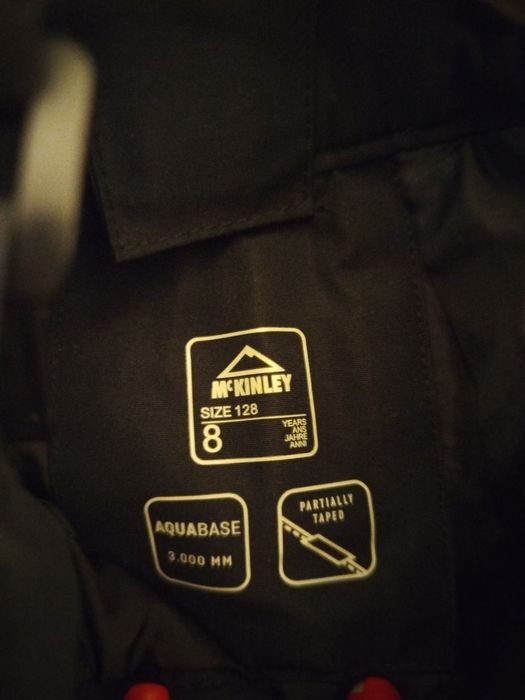 McKINLEY
SIZE 128
8
YEARS
ANS
JAHRE
ANNI
AQUABASE
3.000 MM
PARTIALLY
TAPED